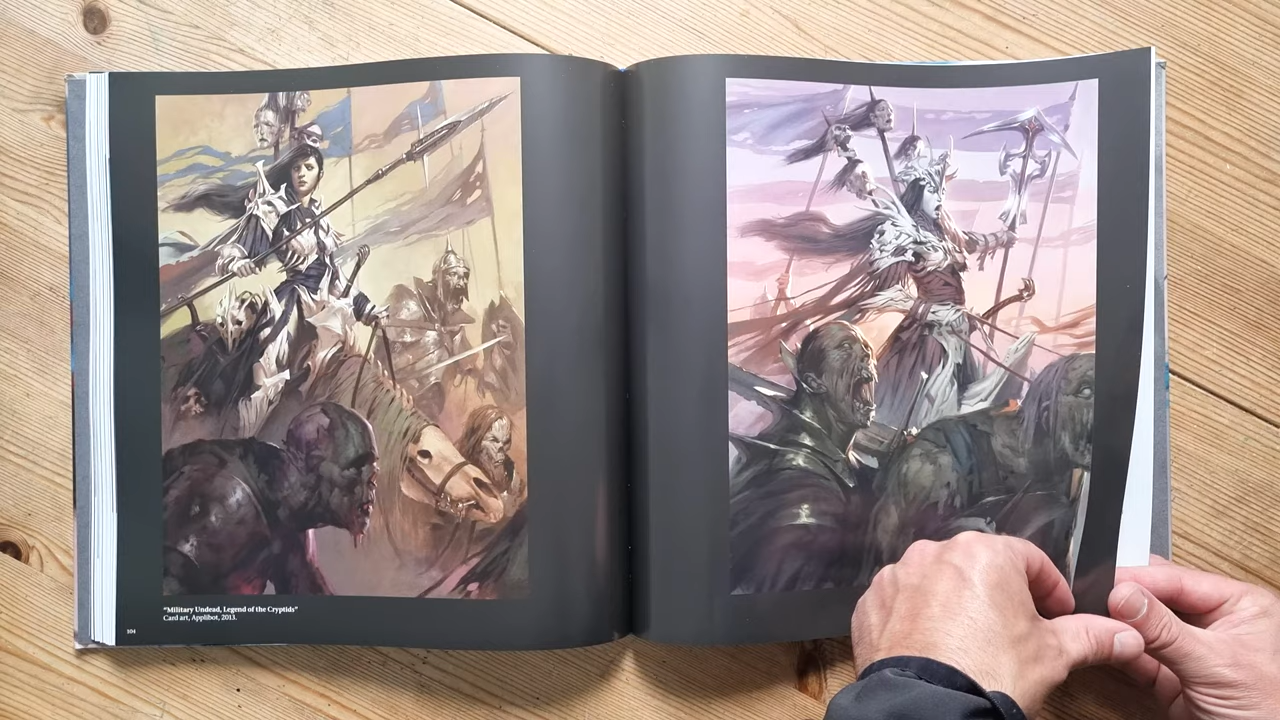 "Military Undead, Legend of the Cryptids"
Card art, Applibot, 2013.
104